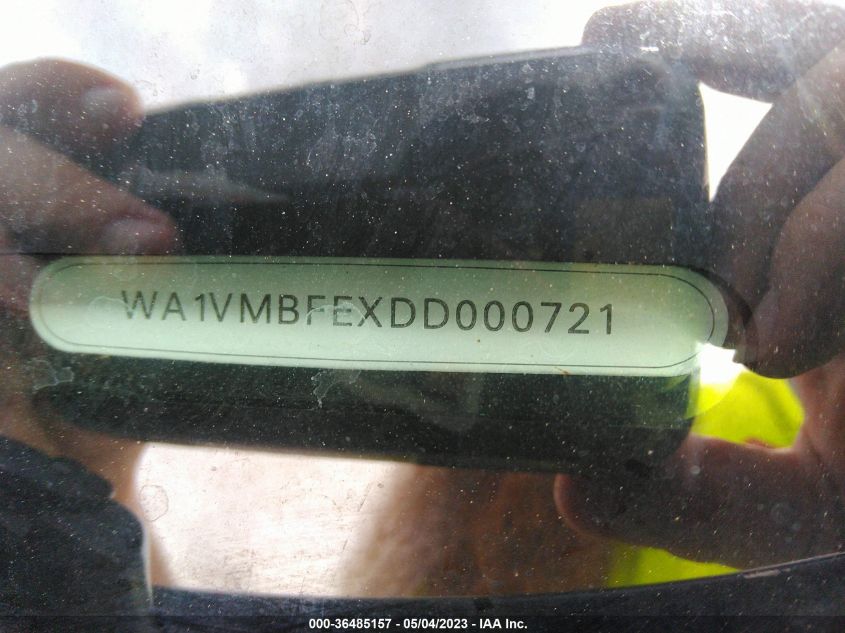 WA1VMBFEXDD000721
000-36485157 - 05/04/2023 - IAA Inc.